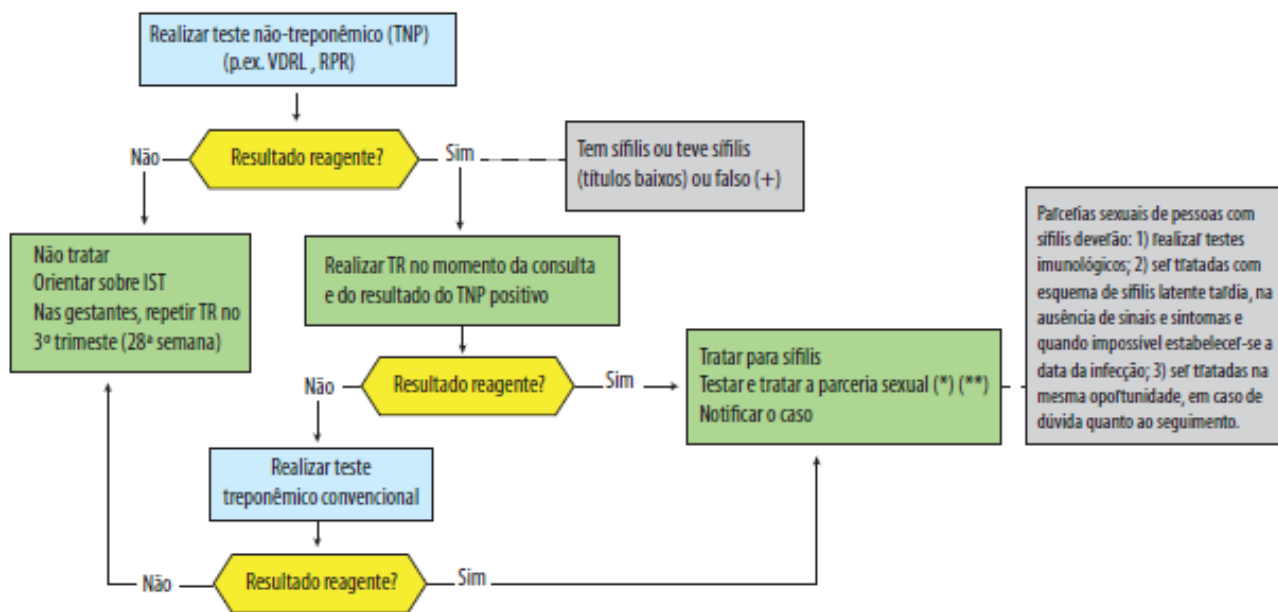 Realizar teste não-treponêmico (TNP)
(p.ex. VDRL , RPR)
Não
Resultado reagente?
Sim
Tem sífilis ou teve sífilis
(títulos baixos) ou falso (+)
Não tratar
Orientar sobre IST
Nas gestantes, repetir TR no
3º trimestre (28ª semana)
Realizar TR no momento da consulta
e do resultado do TNP positivo
Parcerias sexuais de pessoas com
sífilis deverão: 1) realizar testes
imunológicos; 2) ser tratadas com
esquema de sífilis latente tardia, na
ausência de sinais e sintomas e
quando impossível estabelecer-se a
data da infecção; 3) ser tratadas na
mesma oportunidade, em caso de
dúvida quanto ao seguimento.
Não
Resultado reagente?
Sim
Tratar para sífilis
Testar e tratar a parceria sexual (*) (**)
Notificar o caso
Realizar teste
treponêmico convencional
Não
Resultado reagente?
Sim